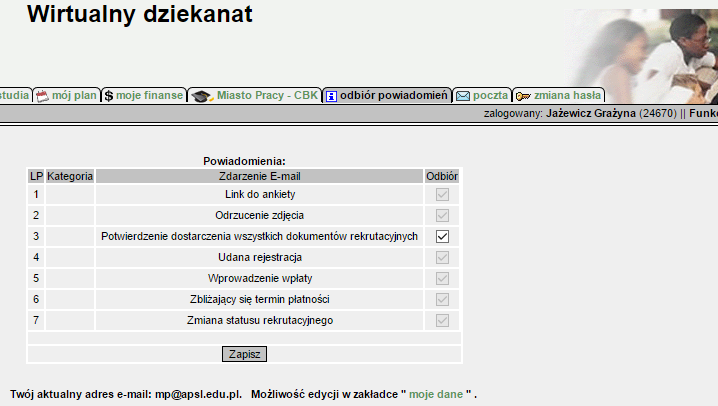 Wirtualny dziekanat
studia mój plan moje finanse Miasto Pracy - CBK odbiór powiadomień poczta zmiana hasła
zalogowany: Jażewicz Grażyna (24670) || Funkc
Powiadomienia:
LP Kategoria Zdarzenie E-mail Odbiór
1 Link do ankiety
2 Odrzucenie zdjęcia
3 Potwierdzenie dostarczenia wszystkich dokumentów rekrutacyjnych
4 Udana rejestracja
5 Wprowadzenie wpłaty
6 Zbliżający się termin płatności
7 Zmiana statusu rekrutacyjnego
Zapisz
Twój aktualny adres e-mail: mp@apsl.edu.pl. Możliwość edycji w zakładce " moje dane " .